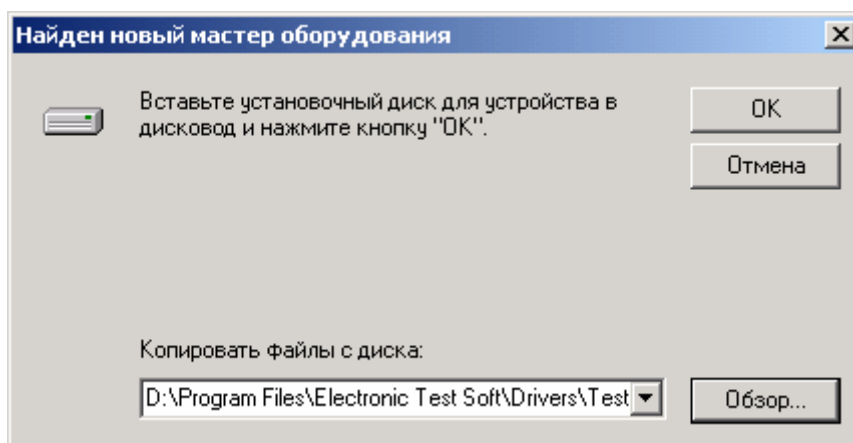 Найден новый мастер оборудования
Вставьте установочный диск для устройства в
дисковод и нажмите кнопку "ОК".
ОК
Отмена
Копировать файлы с диска:
D:\Program Files\Electronic Test Soft\Drivers\Test
Обзор...